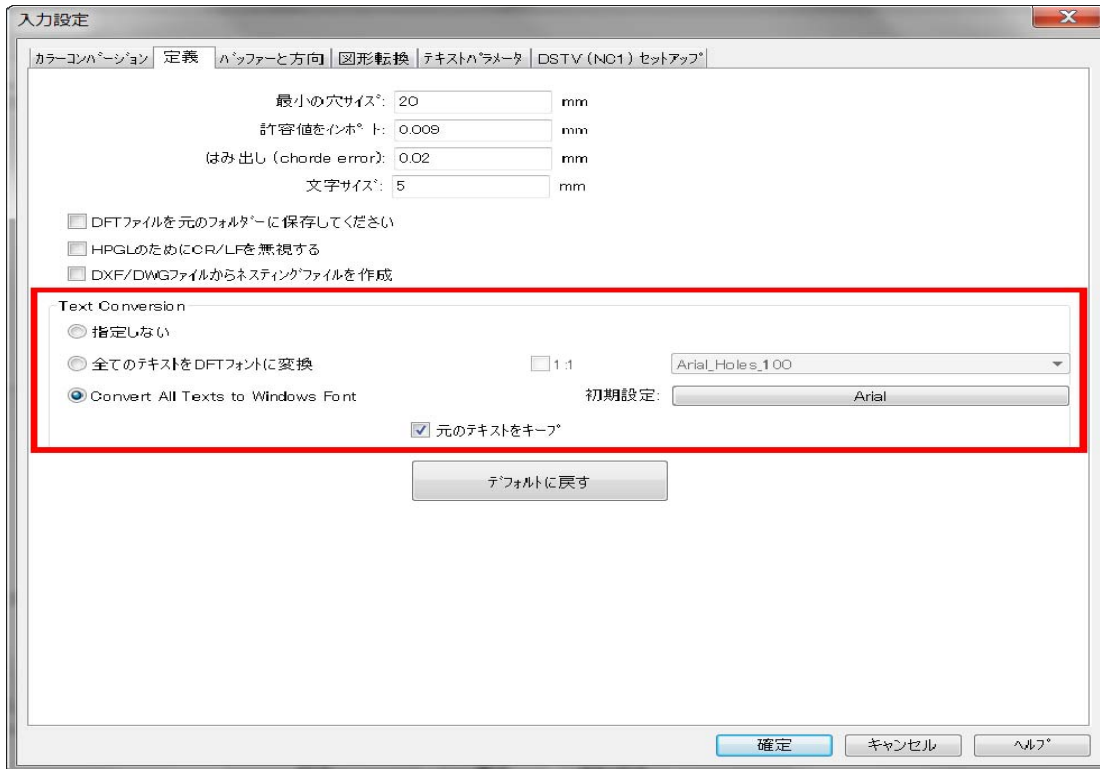 入力設定
カラーコンバージョン 定義 バッファーと方向 図形転換 テキストパラメータ DSTV (NC1) セットアップ
最小の穴サイズ: 20 mm
許容値をインポート: 0.009 mm
はみ出し (chorde error): 0.02 mm
文字サイズ: 5 mm
DFTファイルを元のフォルダーに保存してください
HPGLのためにCR/LFを無視する
DXF/DWGファイルからネスティングファイルを作成
Text Conversion
指定しない
全てのテキストをDFTフォントに変換 1:1 Arial_Holes_100
Convert All Texts to Windows Font 初期設定: Arial
元のテキストをキープ
デフォルトに戻す
確定 キャンセル ヘルプ